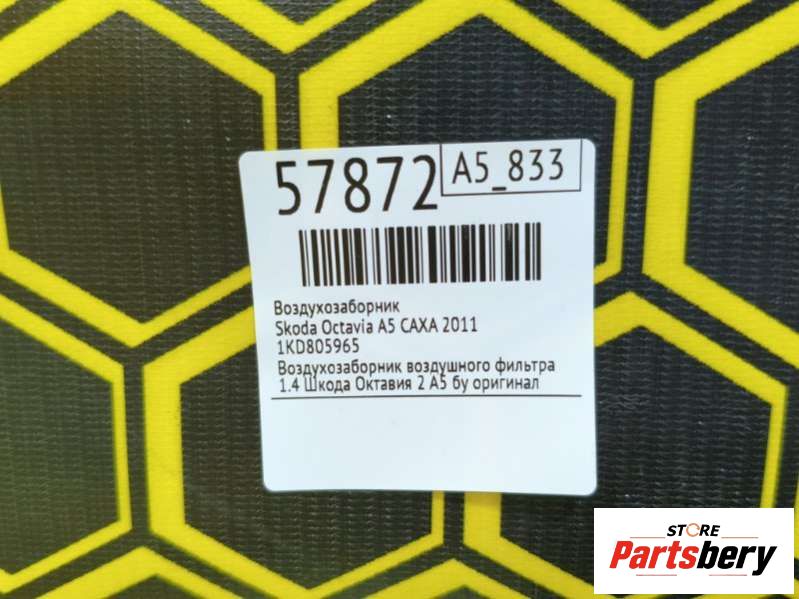 57872
A5_833
Воздухозаборник
Skoda Octavia A5 CAXA 2011
1KD805965
Воздухозаборник воздушного фильтра
1.4 Шкода Октавия 2 А5 бу оригинал
STORE
Partsbery